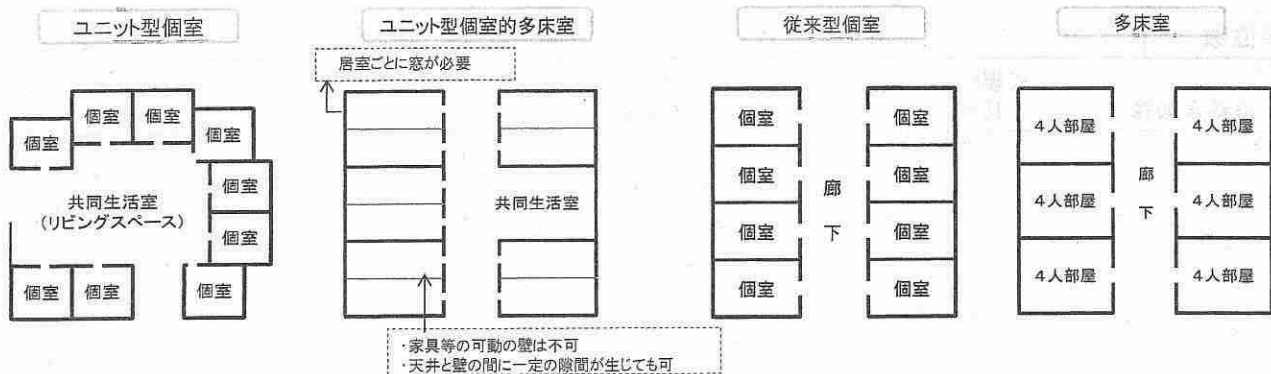 ユニット型個室
ユニット型個室的多床室
従来型個室
多床室
居室ごとに窓が必要
個室
個室
個室
個室
個室
個室
個室
個室
個室
共同生活室
(リビングスペース)
共同生活室
・家具等の可動の壁は不可
・天井と壁の間に一定の隙間が生じても可
個室
個室
個室
個室
廊
下
個室
個室
個室
個室
4人部屋
4人部屋
4人部屋
廊
下
4人部屋
4人部屋
4人部屋